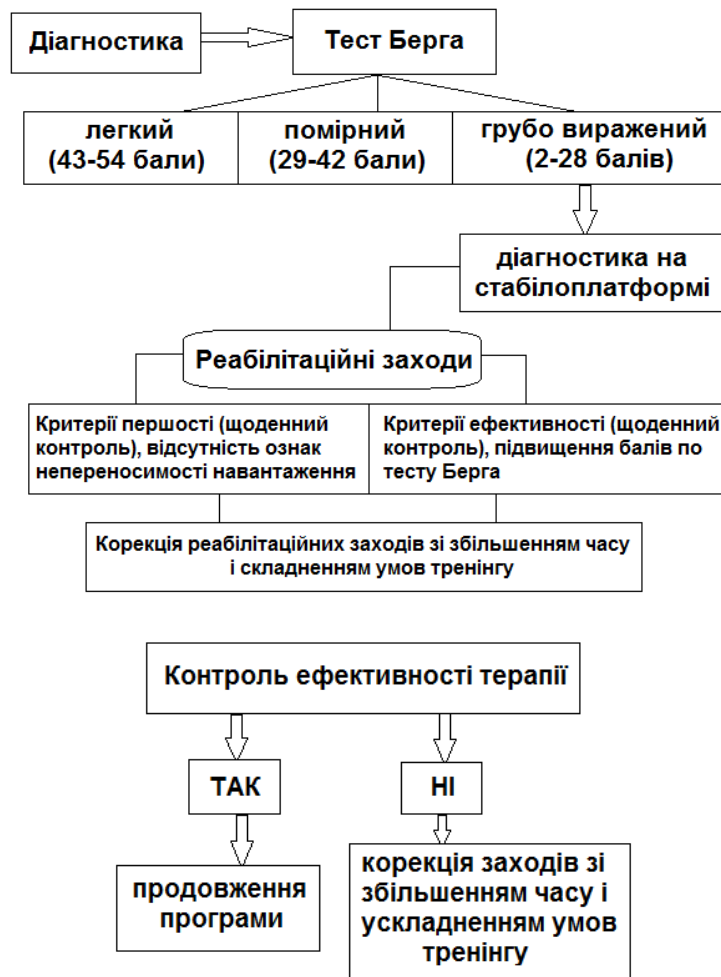 Діагностика
Тест Берга
легкий
(43-54 бали)
помірний
(29-42 бали)
грубо виражений
(2-28 балів)
діагностика на
стабілоплатформі
Реабілітаційні заходи
Критерії першості (щоденний
контроль), відсутність ознак
непереносимості навантаження
Критерії ефективності (щоденний
контроль), підвищення балів по
тесту Берга
Корекція реабілітаційних заходів зі збільшенням часу
і складненням умов тренінгу
Контроль ефективності терапії
ТАК
НІ
продовження
програми
корекція заходів зі
збільшенням часу і
ускладненням умов
тренінгу